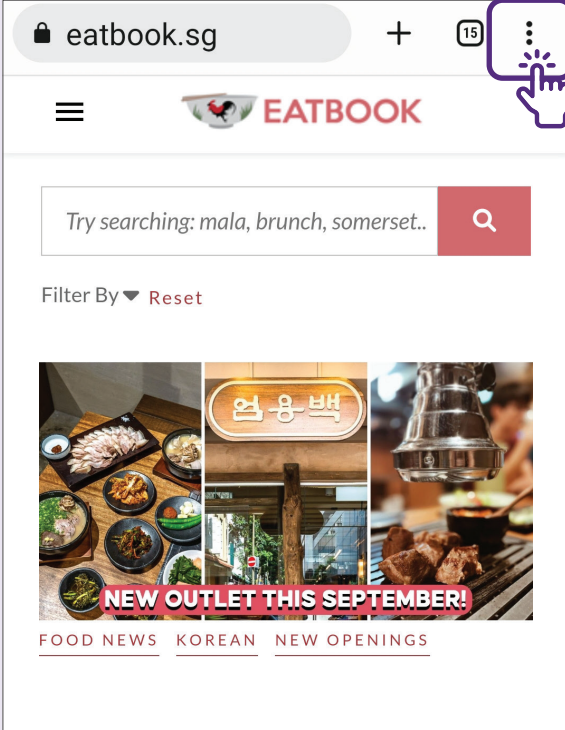 eatbook.sg
15
EATBOOK
Try searching: mala, brunch, somerset..
Filter By Reset
엄용백
NEW OUTLET THIS SEPTEMBER!
FOOD NEWS KOREAN NEW OPENINGS